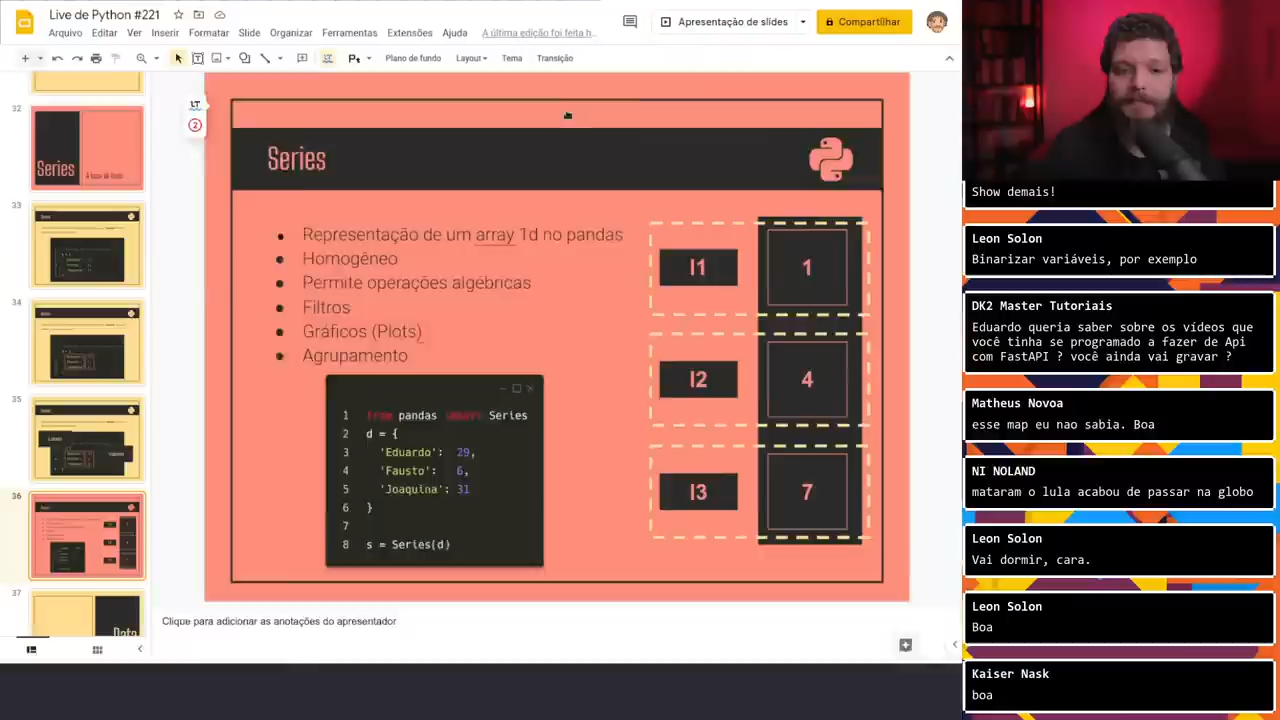 Live de Python #221
Arquivo Editar Ver Inserir Formatar Slide Organizar Ferramentas Extensões Ajuda A última edição foi feita h...
Apresentação de slides
Compartilhar
Plano de fundo Layout Tema Transição
32
Series
33
34
35
36
37
Data
LT
2
Series
Representação de um array 1d no pandas
Homogêneo
Permite operações algébricas
Filtros
Gráficos (Plots)
Agrupamento
1 from pandas import Series
2 d = {
3 'Eduardo': 29,
4 'Fausto': 6,
5 'Joaquina': 31
6 }
7
8 s = Series(d)
I1 1
I2 4
I3 7
Clique para adicionar as anotações do apresentador
Show demais!
Leon Solon
Binarizar variáveis, por exemplo
DK2 Master Tutoriais
Eduardo queria saber sobre os vídeos que
você tinha se programado a fazer de Api
com FastAPI ? você ainda vai gravar ?
Matheus Novoa
esse map eu nao sabia. Boa
NI NOLAND
mataram o lula acabou de passar na globo
Leon Solon
Vai dormir, cara.
Leon Solon
Boa
Kaiser Nask
boa